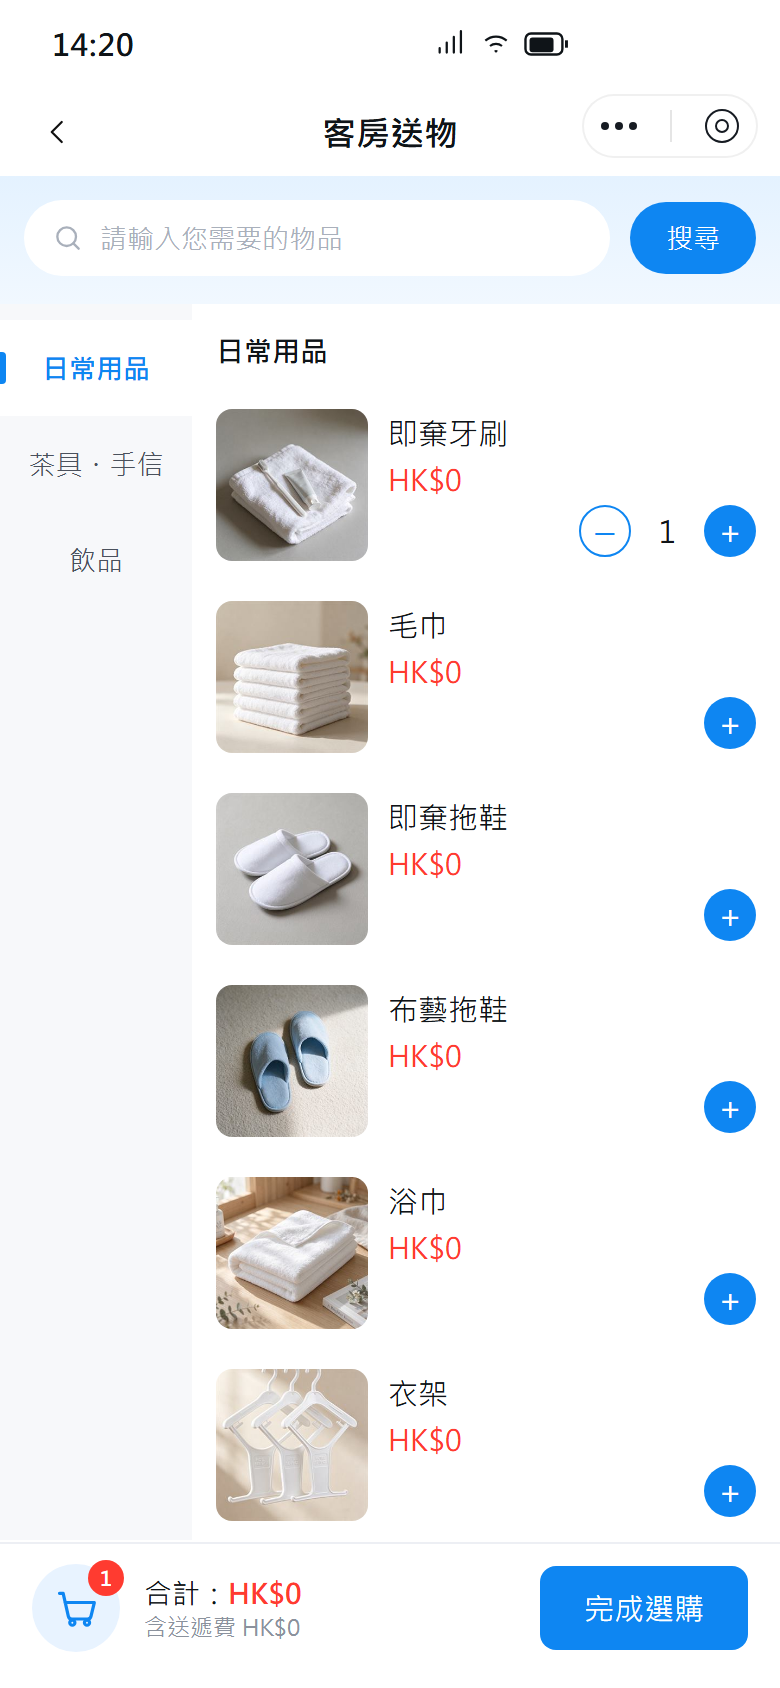 14:20
客房送物
請輸入您需要的物品
搜尋
日常用品
茶具·手信
飲品
日常用品
即棄牙刷
HK$0
1
毛巾
HK$0
即棄拖鞋
HK$0
布藝拖鞋
HK$0
浴巾
HK$0
衣架
HK$0
1
合計：HK$0
含送遞費 HK$0
完成選購